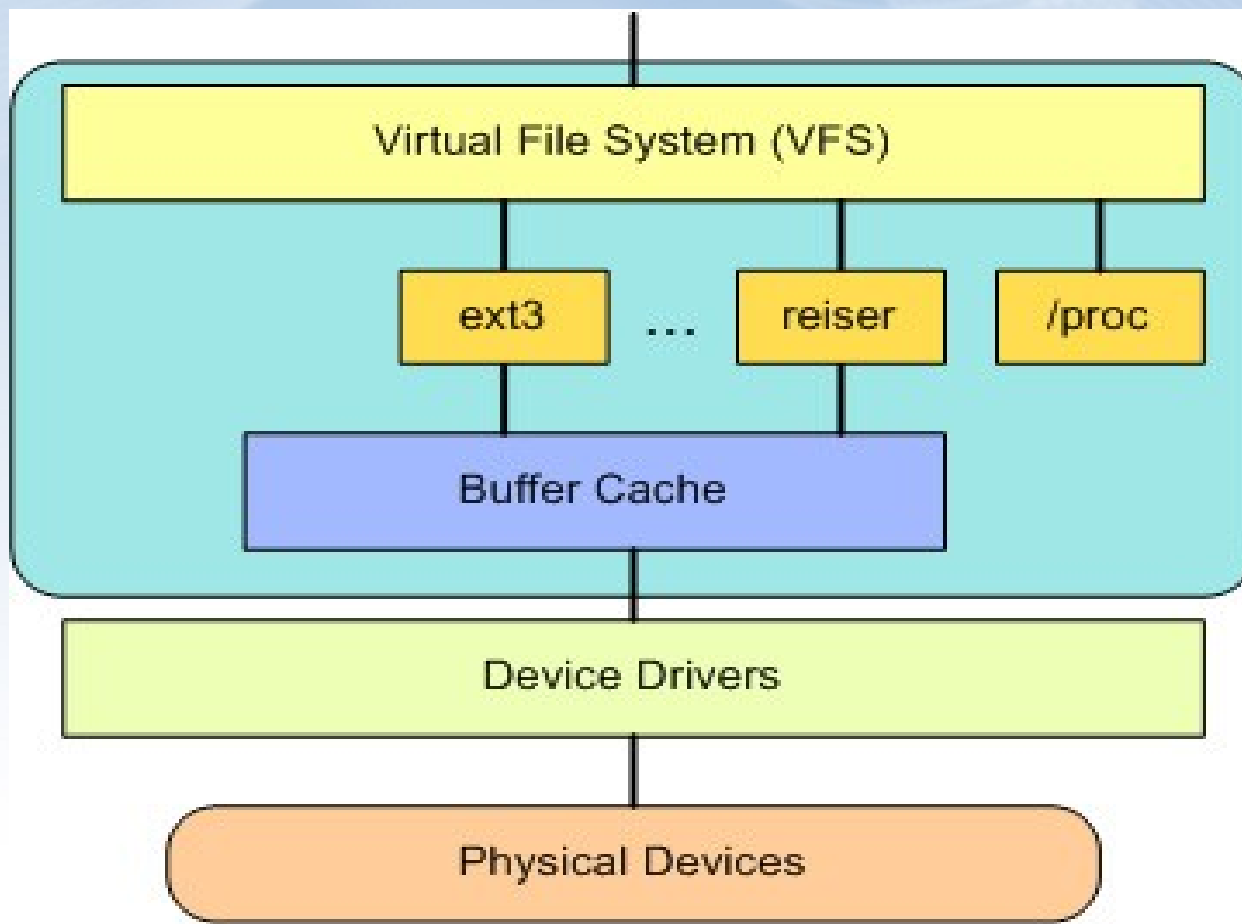 Virtual File System (VFS)
ext3
...
reiser
/proc
Buffer Cache
Device Drivers
Physical Devices